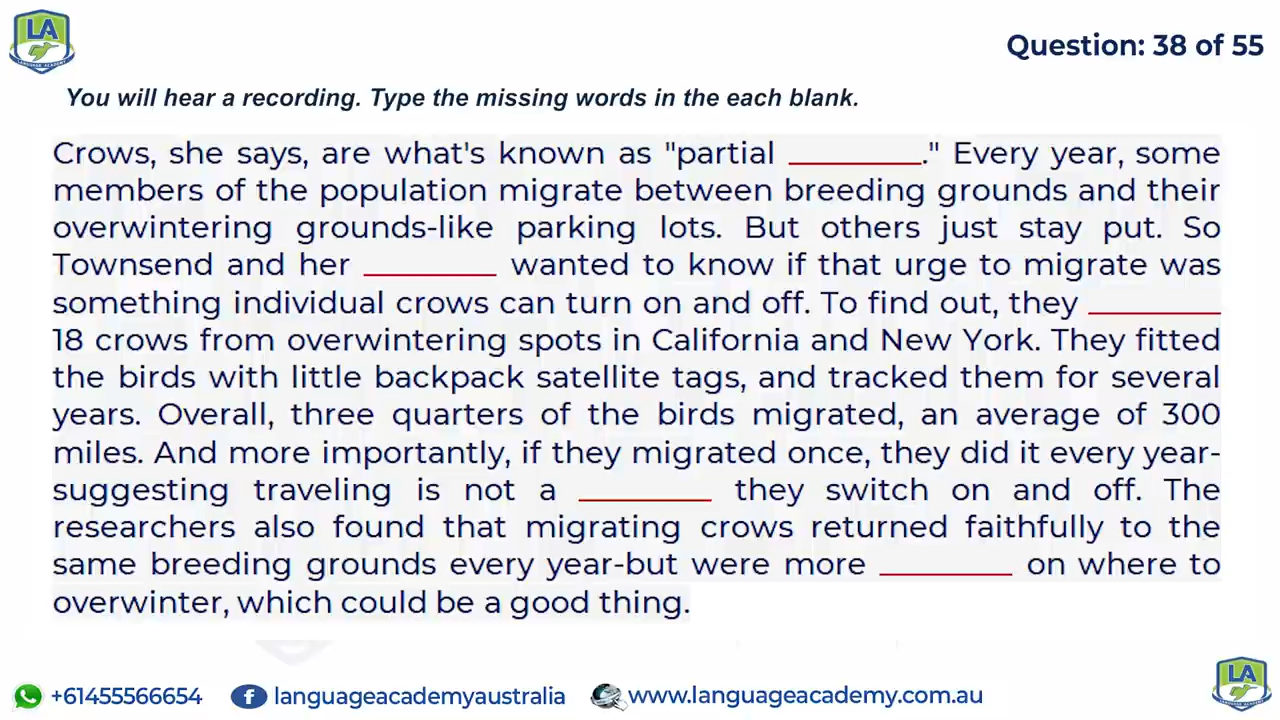 LA
LANGUAGE ACADEMY
Question: 38 of 55
You will hear a recording. Type the missing words in the each blank.
Crows, she says, are what's known as "partial ________." Every year, some
members of the population migrate between breeding grounds and their
overwintering grounds-like parking lots. But others just stay put. So
Townsend and her ________ wanted to know if that urge to migrate was
something individual crows can turn on and off. To find out, they ________
18 crows from overwintering spots in California and New York. They fitted
the birds with little backpack satellite tags, and tracked them for several
years. Overall, three quarters of the birds migrated, an average of 300
miles. And more importantly, if they migrated once, they did it every year-
suggesting traveling is not a ________ they switch on and off. The
researchers also found that migrating crows returned faithfully to the
same breeding grounds every year-but were more ________ on where to
overwinter, which could be a good thing.
+61455566654 f languageacademyaustralia www.languageacademy.com.au
LA